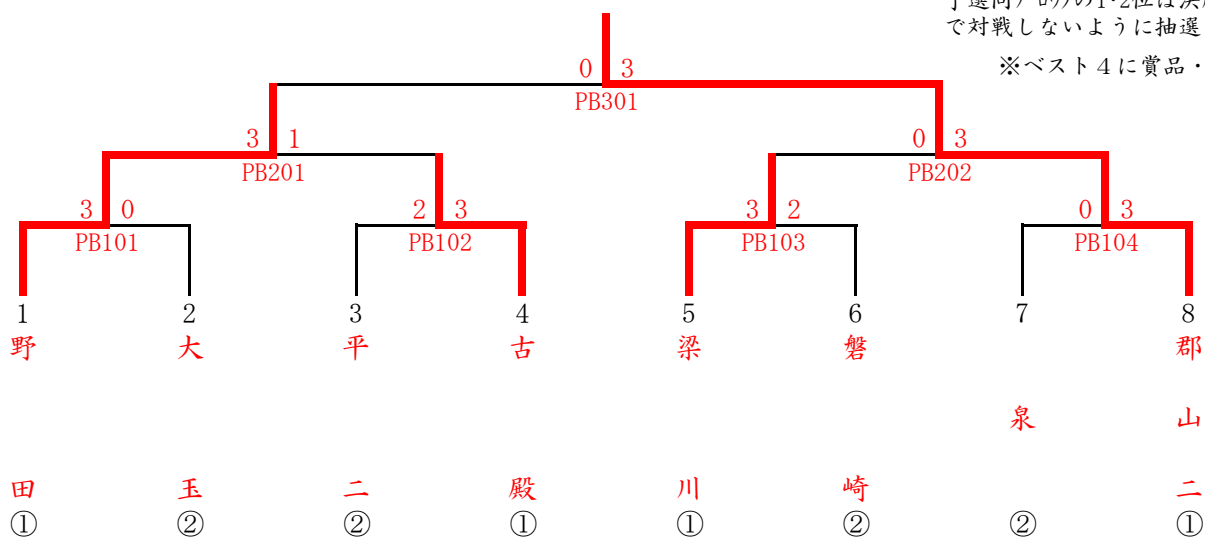 で対戦しないように抽選
※ベスト4に賞品・
0 3
PB301
3 1
PB201
0 3
PB202
3 0
PB101
2 3
PB102
3 2
PB103
0 3
PB104
1 2 3 4 5 6 7 8
野田 大玉 平二 古殿 梁川 磐崎 泉 郡山二
① ② ② ① ① ② ② ①